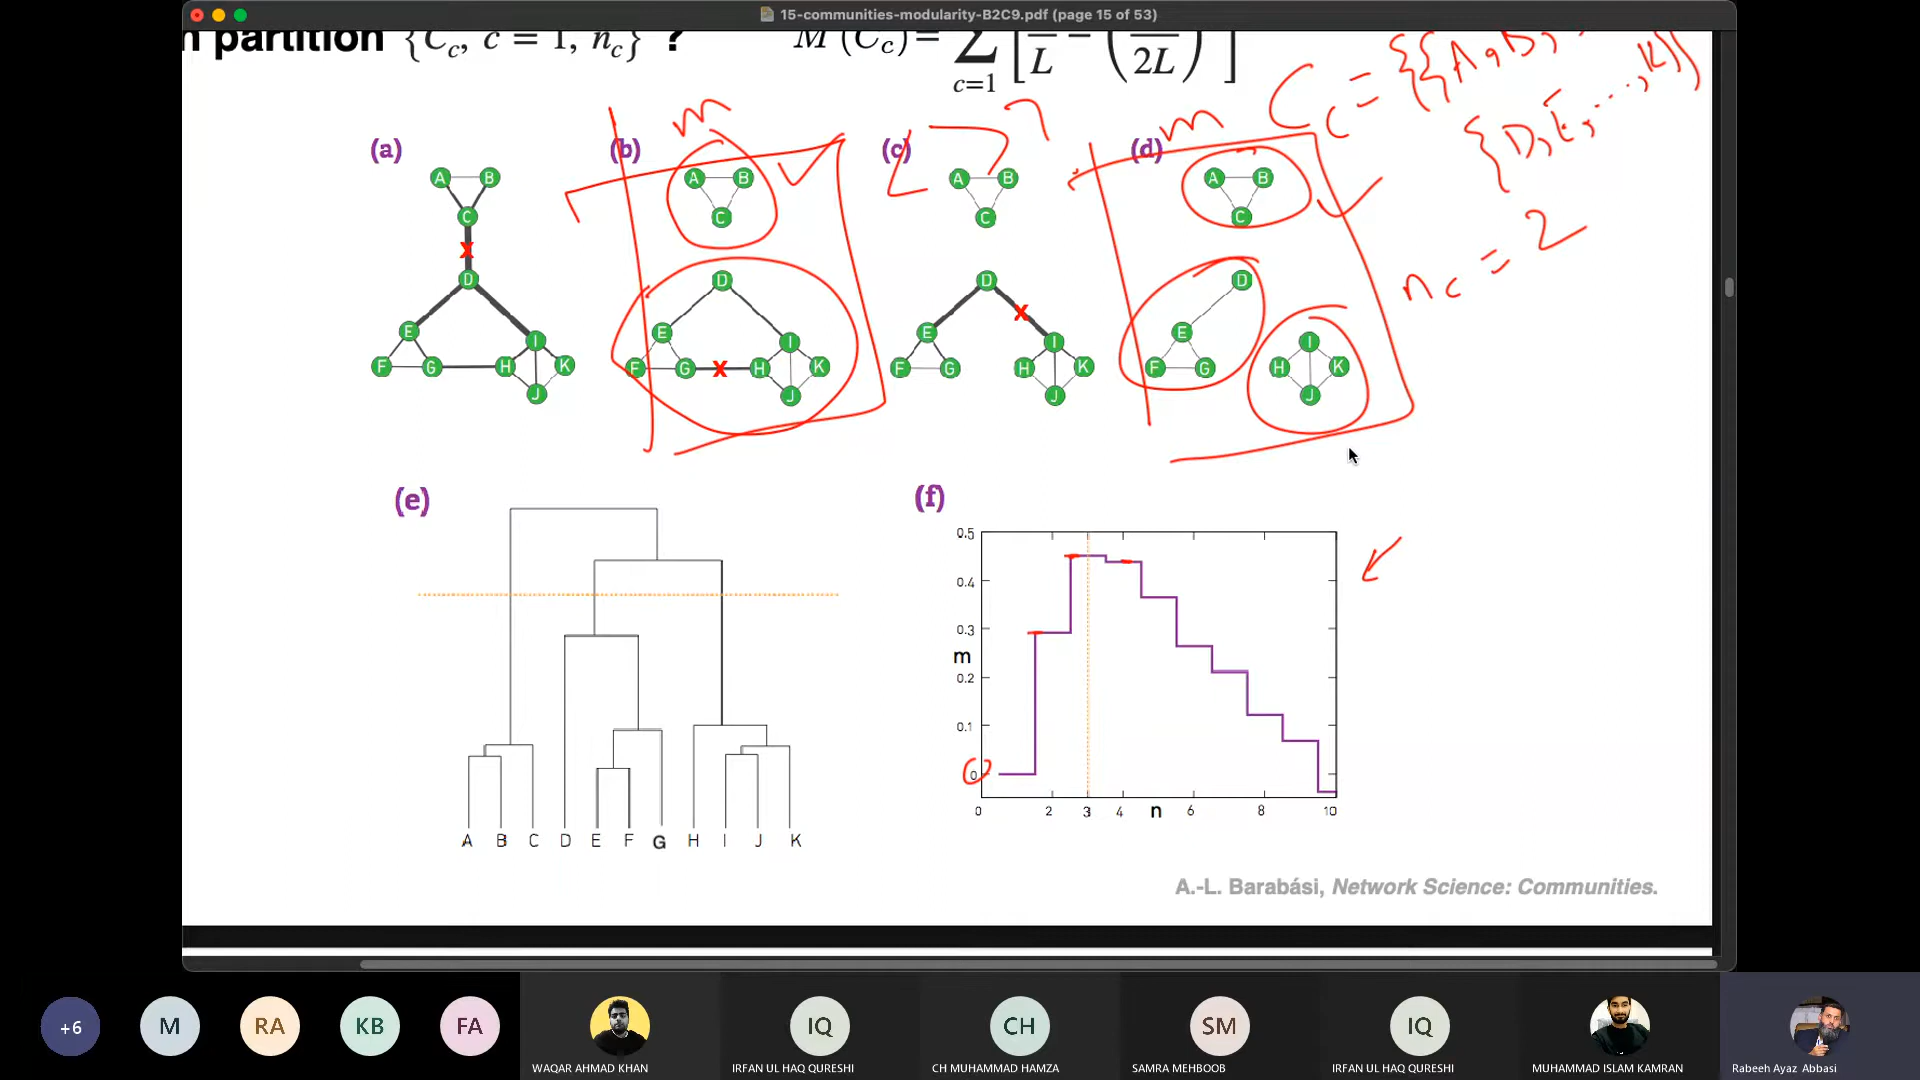 15-communities-modularity-B2C9.pdf (page 15 of 53)
partition {C_c, c = 1, n_c} ?
M (C_c) = ∑ c=1 [ L − ( 2L ) ]
C_c = {{A, B,
{D, E, ..., K}}
n_c = 2
m
m
?
(a)
A B
C
X
D
E
F G H I J K
(b)
A B
C
D
E
F G X H I J K
(c)
A B
C
D
X
E
F G H I J K
(d)
A B
C
D
E
F G H I J K
(e)
A B C D E F G H I J K
(f)
0.5
0.4
0.3
m
0.2
0.1
0
0 2 3 4 n 6 8 10
A.-L. Barabási, Network Science: Communities.
+6
M
RA
KB
FA
WAQAR AHMAD KHAN
IQ
IRFAN UL HAQ QURESHI
CH
CH MUHAMMAD HAMZA
SM
SAMRA MEHBOOB
IQ
IRFAN UL HAQ QURESHI
MUHAMMAD ISLAM KAMRAN
Rabeeh Ayaz Abbasi